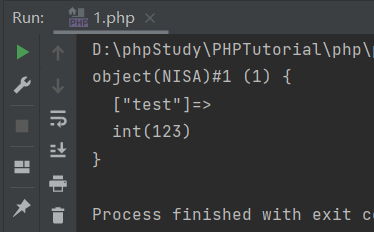 Run: 1.php
D:\phpStudy\PHPTutorial\php\
object(NISA)#1 (1) {
["test"]=>
int(123)
}
Process finished with exit